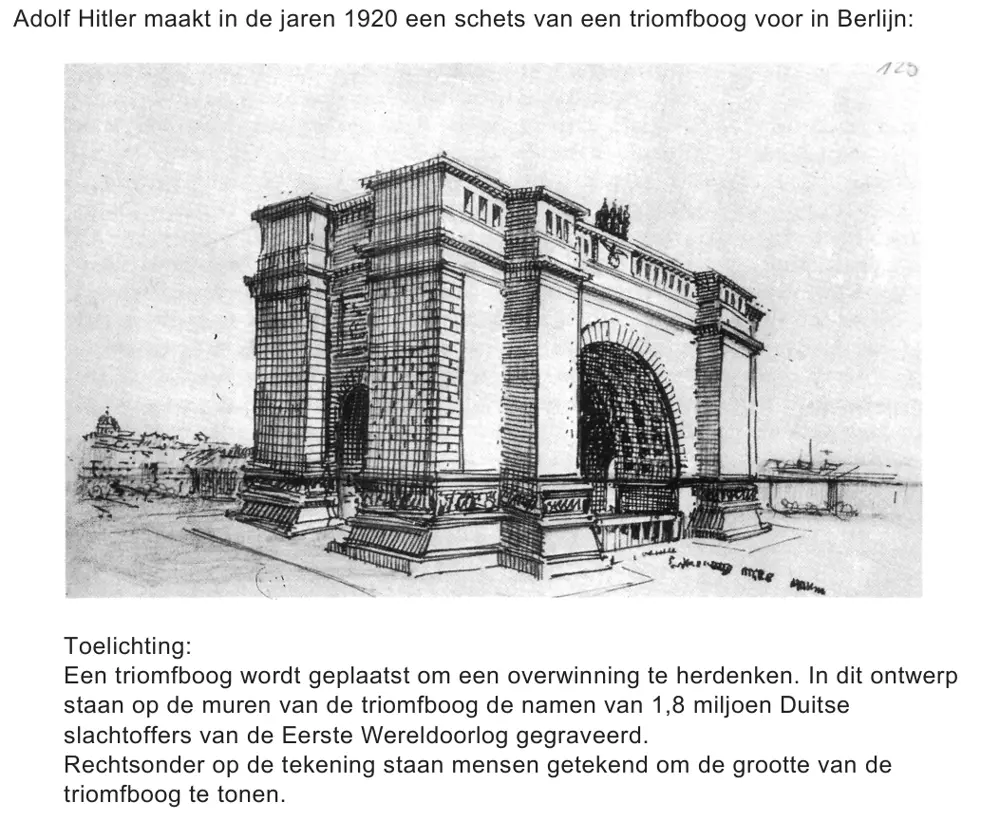 Adolf Hitler maakt in de jaren 1920 een schets van een triomfboog voor in Berlijn:
125
Toelichting:
Een triomfboog wordt geplaatst om een overwinning te herdenken. In dit ontwerp
staan op de muren van de triomfboog de namen van 1,8 miljoen Duitse
slachtoffers van de Eerste Wereldoorlog gegraveerd.
Rechtsonder op de tekening staan mensen getekend om de grootte van de
triomfboog te tonen.